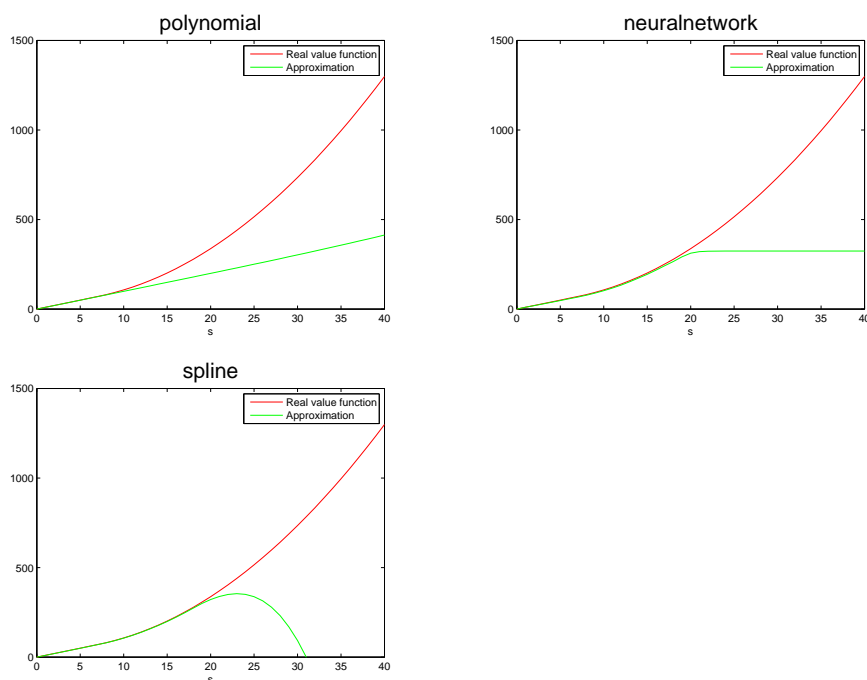 polynomial
1500
1000
500
0
0 5 10 15 20 25 30 35 40
s
Real value function
Approximation
neuralnetwork
1500
1000
500
0
0 5 10 15 20 25 30 35 40
s
Real value function
Approximation
spline
1500
1000
500
0
0 5 10 15 20 25 30 35 40
s
Real value function
Approximation